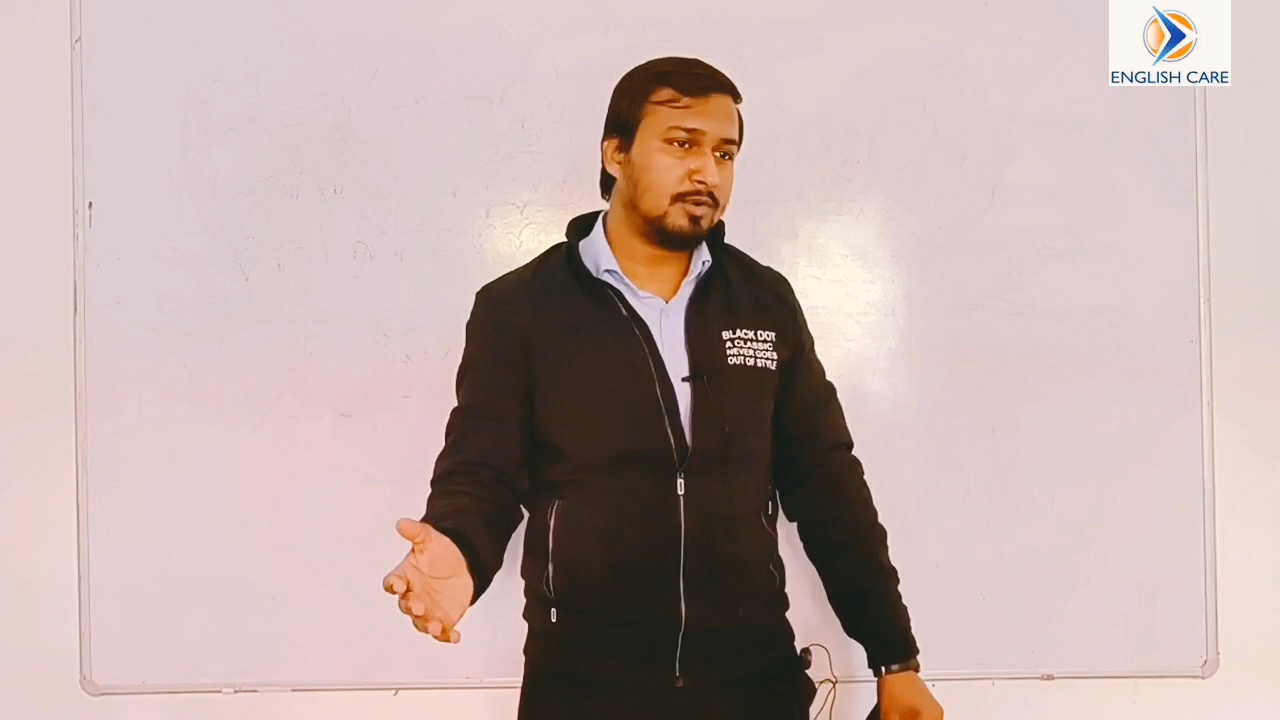 ENGLISH CARE
BLACK DOT
A CLASSIC
NEVER GOES
OUT OF STYLE